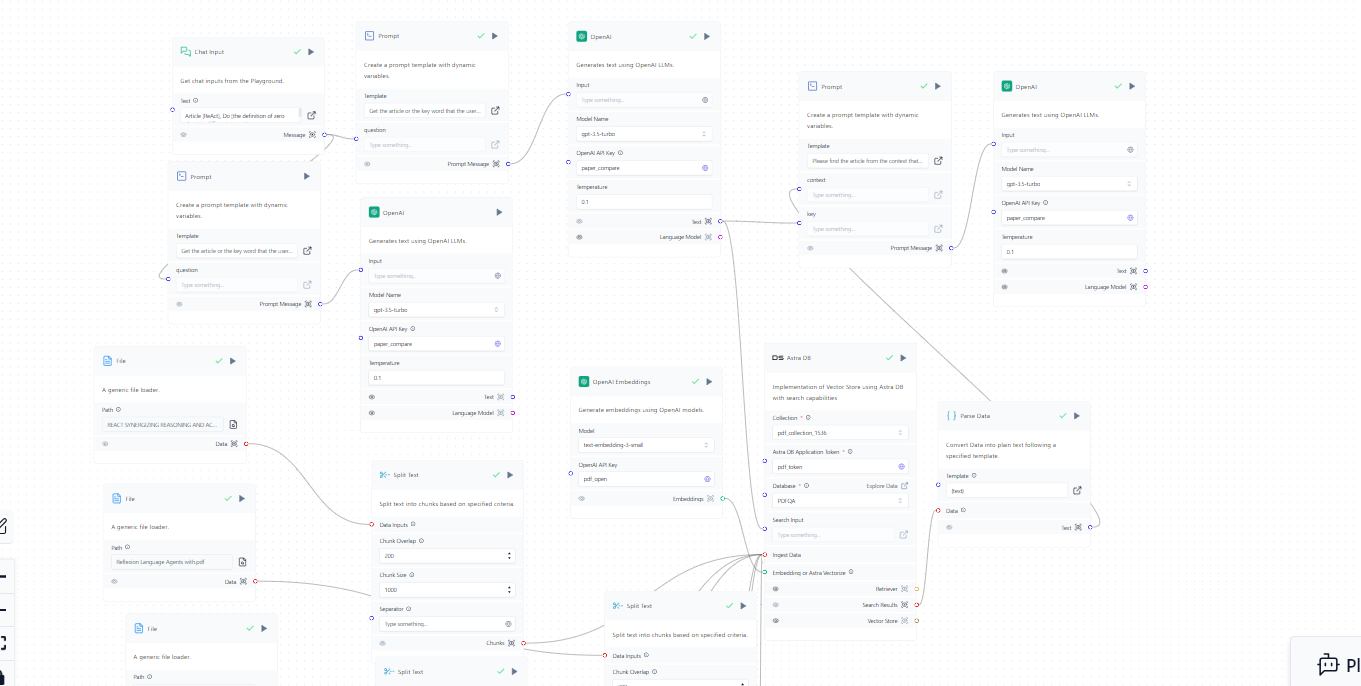 Chat Input
Get chat inputs from the Playground.
Text
Article [ReAct], Do [the definition of zero
Message
Prompt
Create a prompt template with dynamic
variables.
Template
Get the article or the key word that the user...
question
Type something...
Prompt Message
OpenAI
Generates text using OpenAI LLMs.
Input
Type something...
Model Name
gpt-3.5-turbo
OpenAI API Key
paper_compare
Temperature
0.1
Text
Language Model
Prompt
Create a prompt template with dynamic
variables.
Template
Please find the article from the context that...
context
Type something...
key
Type something...
Prompt Message
OpenAI
Generates text using OpenAI LLMs.
Input
Type something...
Model Name
gpt-3.5-turbo
OpenAI API Key
paper_compare
Temperature
0.1
Text
Language Model
Prompt
Create a prompt template with dynamic
variables.
Template
Get the article or the key word that the user...
question
Type something...
Prompt Message
OpenAI
Generates text using OpenAI LLMs.
Input
Type something...
Model Name
gpt-3.5-turbo
OpenAI API Key
paper_compare
Temperature
0.1
Text
Language Model
File
A generic file loader.
Path
REACT SYNERGIZING REASONING AND AC...
Data
OpenAI Embeddings
Generate embeddings using OpenAI models.
Model
text-embedding-3-small
OpenAI API Key
pdf_open
Embeddings
DS Astra DB
Implementation of Vector Store using Astra DB
with search capabilities
Collection *
pdf_collection_1536
Astra DB Application Token *
pdf_token
Database * Explore Data
PDFQA
Search Input
Type something...
Ingest Data
Embedding or Astra Vectorize
Retriever
Search Results
Vector Store
Parse Data
Convert Data into plain text following a
specified template.
Template
{text}
Data
Text
File
A generic file loader.
Path
Reflexion Language Agents with.pdf
Data
Split Text
Split text into chunks based on specified criteria.
Data Inputs
Chunk Overlap
200
Chunk Size
1000
Separator
Type something...
Chunks
Split Text
Split text into chunks based on specified criteria.
Data Inputs
Chunk Overlap
File
A generic file loader.
Path
Split Text
Pl